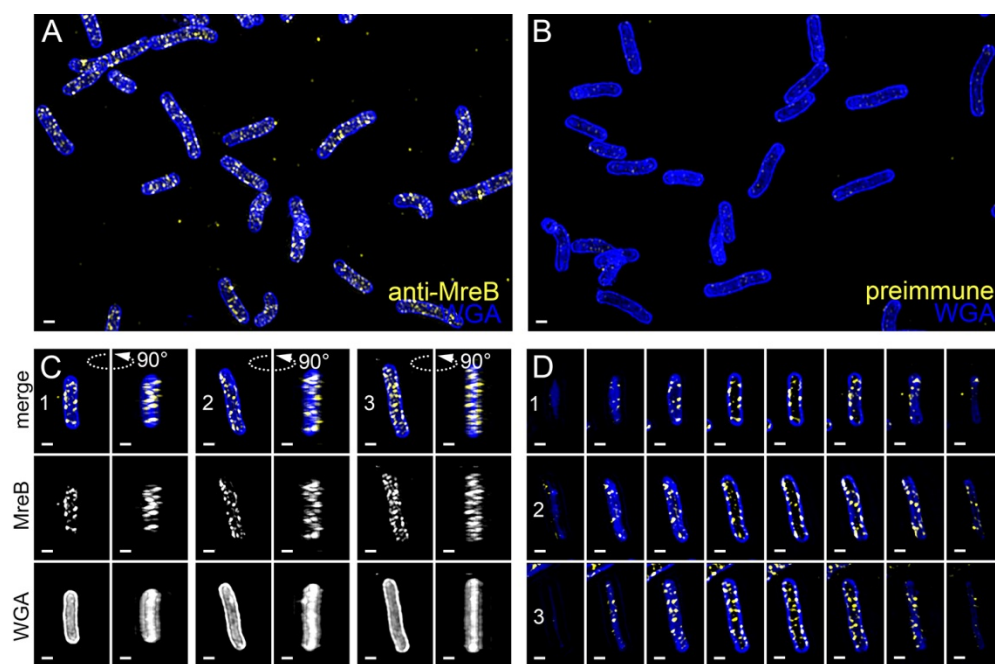 A
anti-MreB
WGA
B
preimmune
WGA
C
90°
90°
90°
merge
1
2
3
MreB
WGA
D
1
2
3